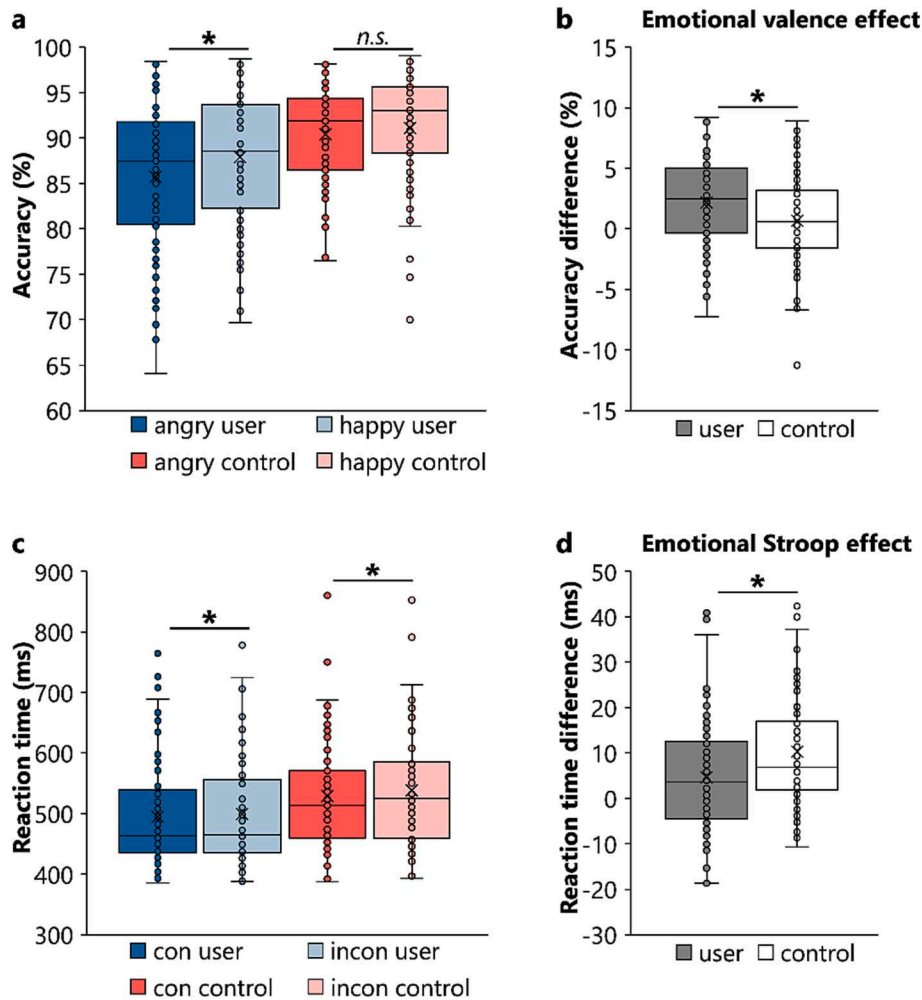 a
*
n.s.
100
95
90
85
80
75
70
65
60
Accuracy (%)
angry user
happy user
angry control
happy control
b
Emotional valence effect
*
15
10
5
0
-5
-10
-15
Accuracy difference (%)
user
control
c
*
*
900
800
700
600
500
400
300
Reaction time (ms)
con user
incon user
con control
incon control
d
Emotional Stroop effect
*
50
40
30
20
10
0
-10
-20
-30
Reaction time difference (ms)
user
control